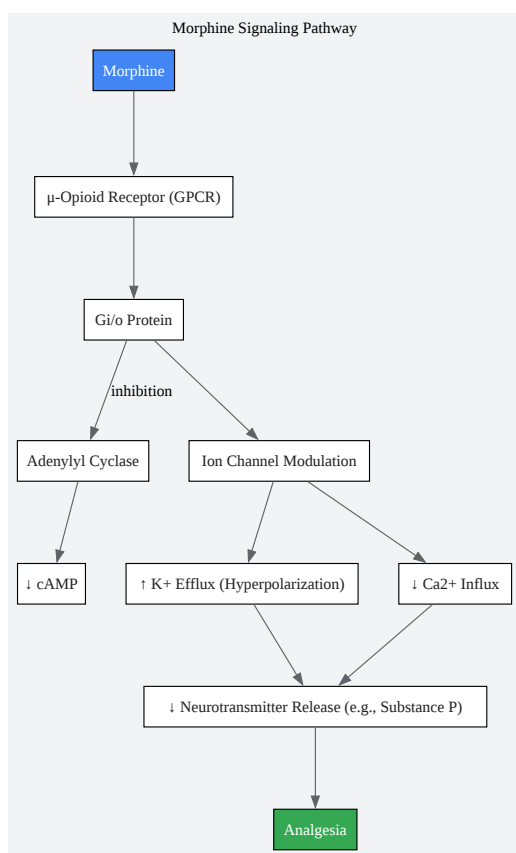 Morphine Signaling Pathway
Morphine
μ-Opioid Receptor (GPCR)
Gi/o Protein
inhibition
Adenylyl Cyclase
Ion Channel Modulation
↓ cAMP
↑ K+ Efflux (Hyperpolarization)
↓ Ca2+ Influx
↓ Neurotransmitter Release (e.g., Substance P)
Analgesia